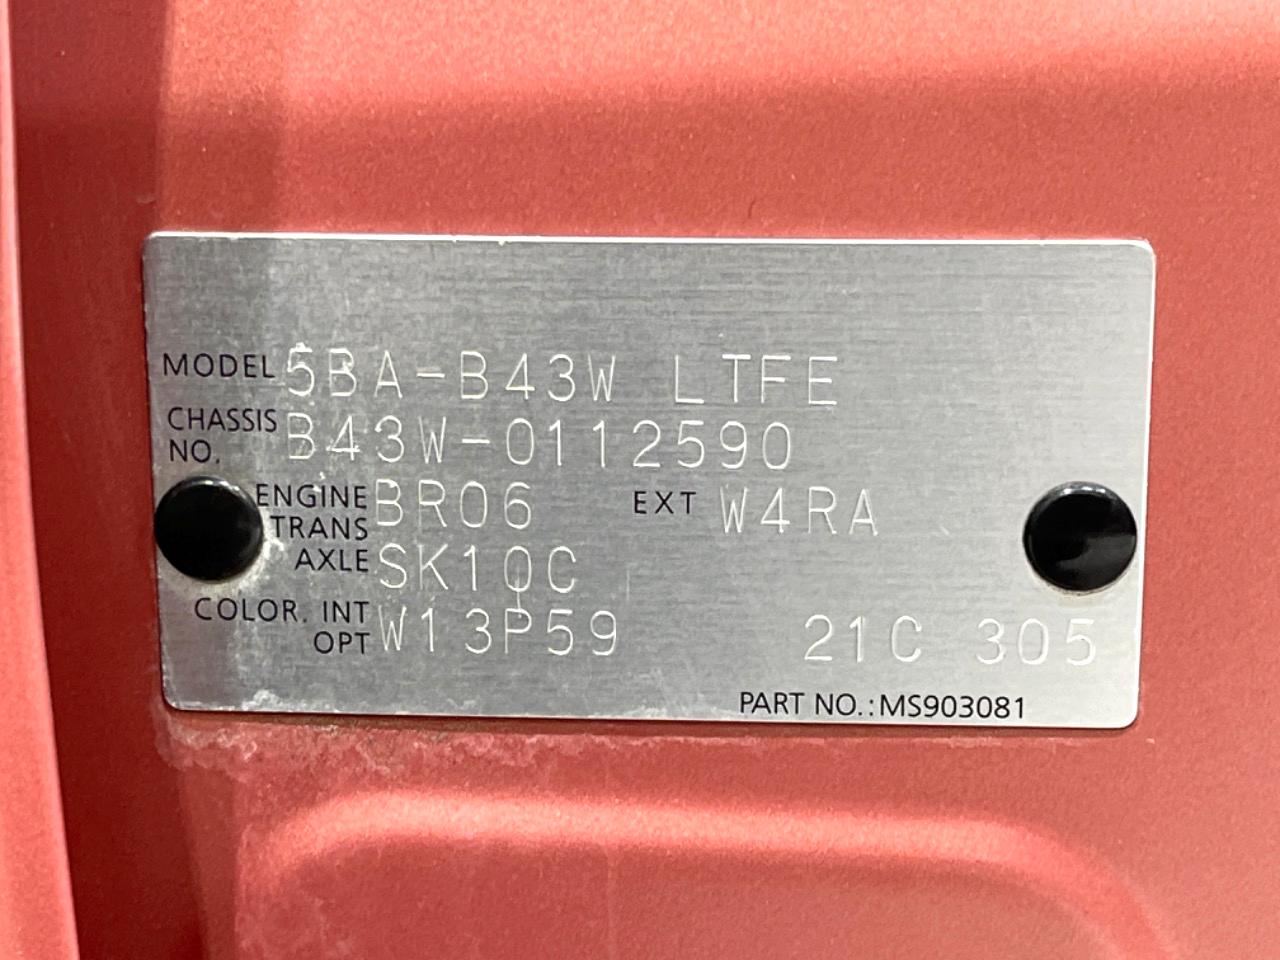 MODEL 5BA-B43W LTFE
CHASSIS NO. B43W-0112590
ENGINE BR06 EXT W4RA
TRANS AXLE SK10C
COLOR. INT OPT W13P59 21C 305
PART NO.:MS903081